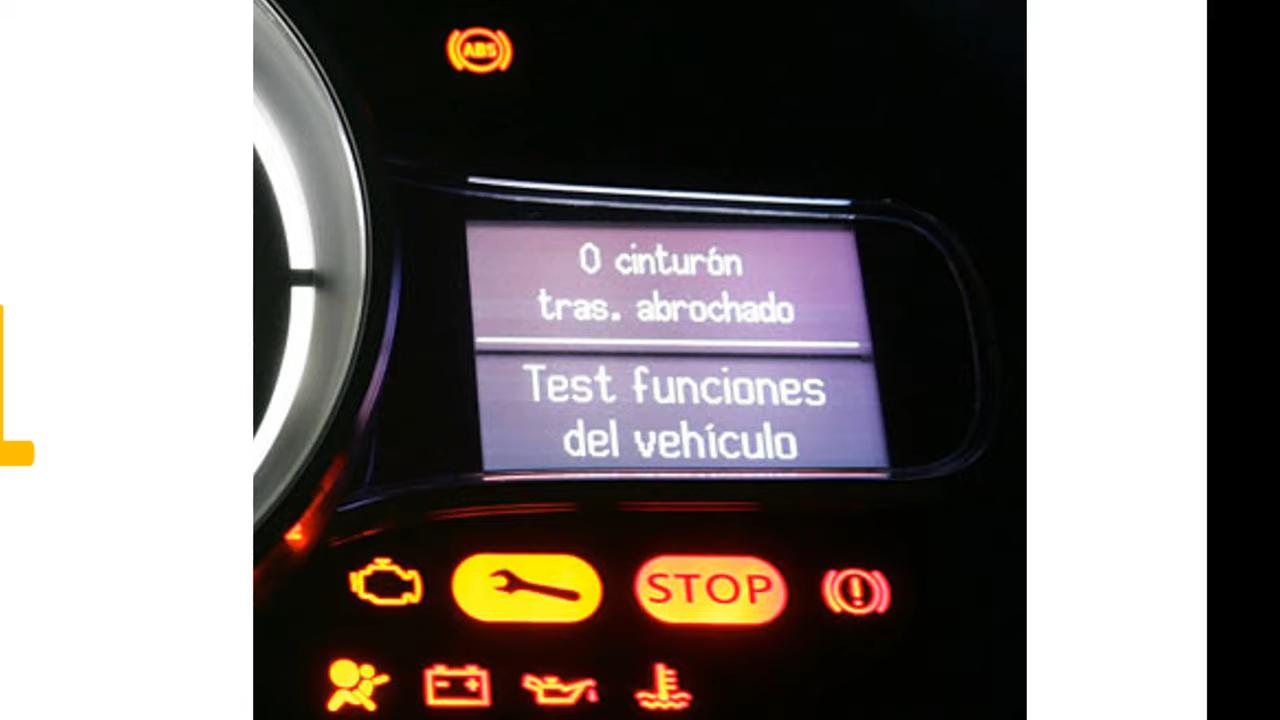 ABS
0 cinturón
tras. abrochado
Test funciones
del vehículo
STOP